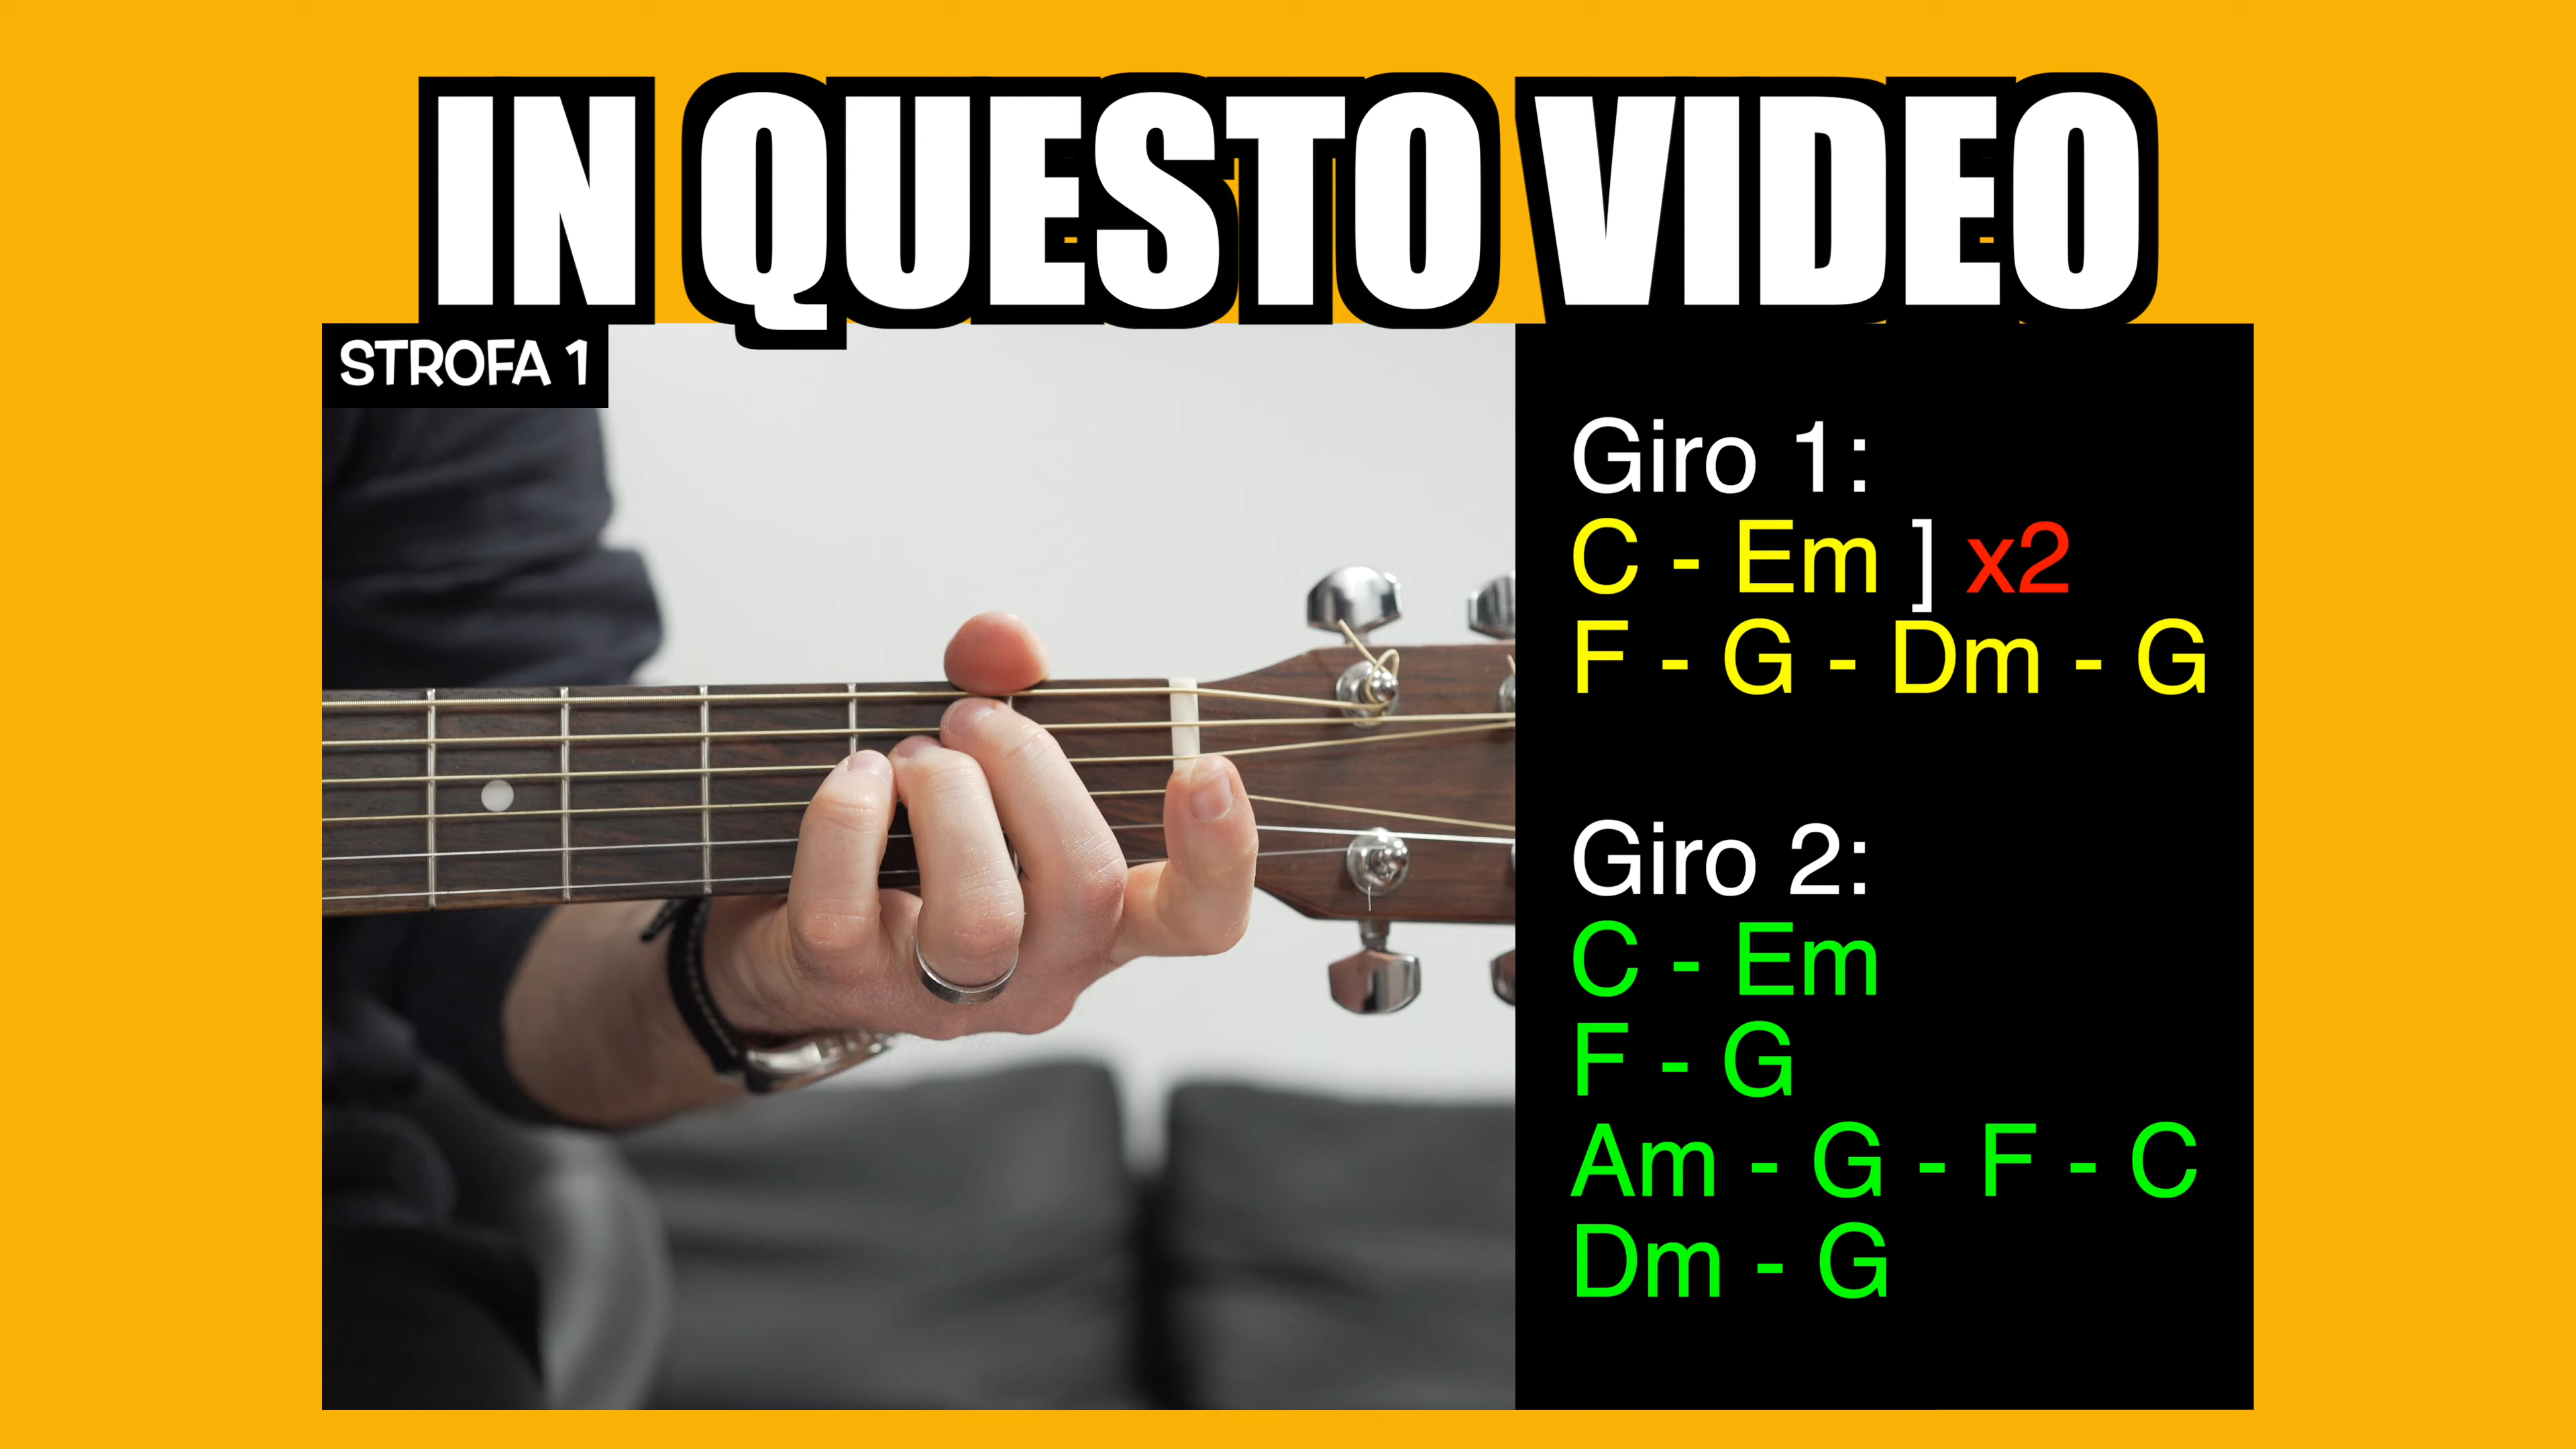 IN QUESTO VIDEO
STROFA 1
Giro 1:
C - Em ] x2
F - G - Dm - G
Giro 2:
C - Em
F - G
Am - G - F - C
Dm - G